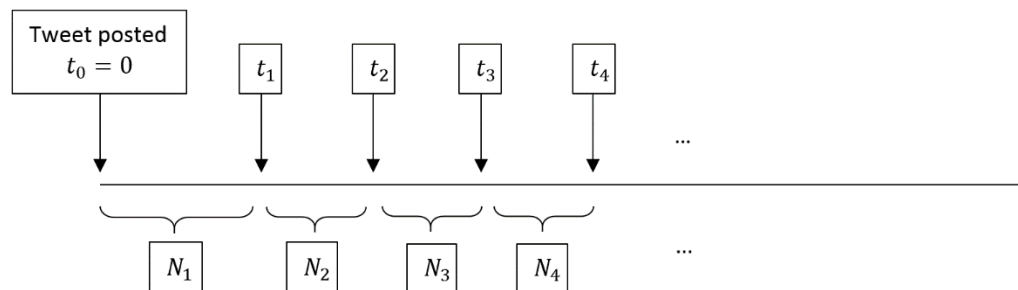 Tweet posted
t₀ = 0
t₁
t₂
t₃
t₄
...
N₁
N₂
N₃
N₄
...